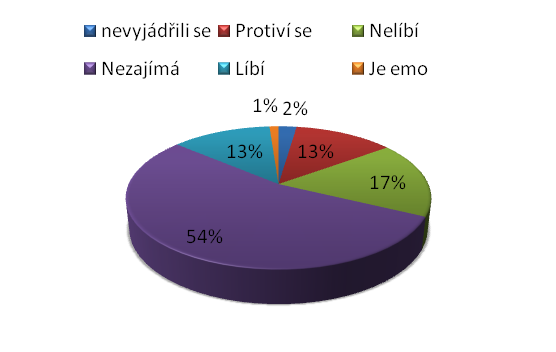 nevyjádřili se Protiví se Nelíbí
Nezajímá Líbí Je emo
1% 2%
13% 13%
17%
54%